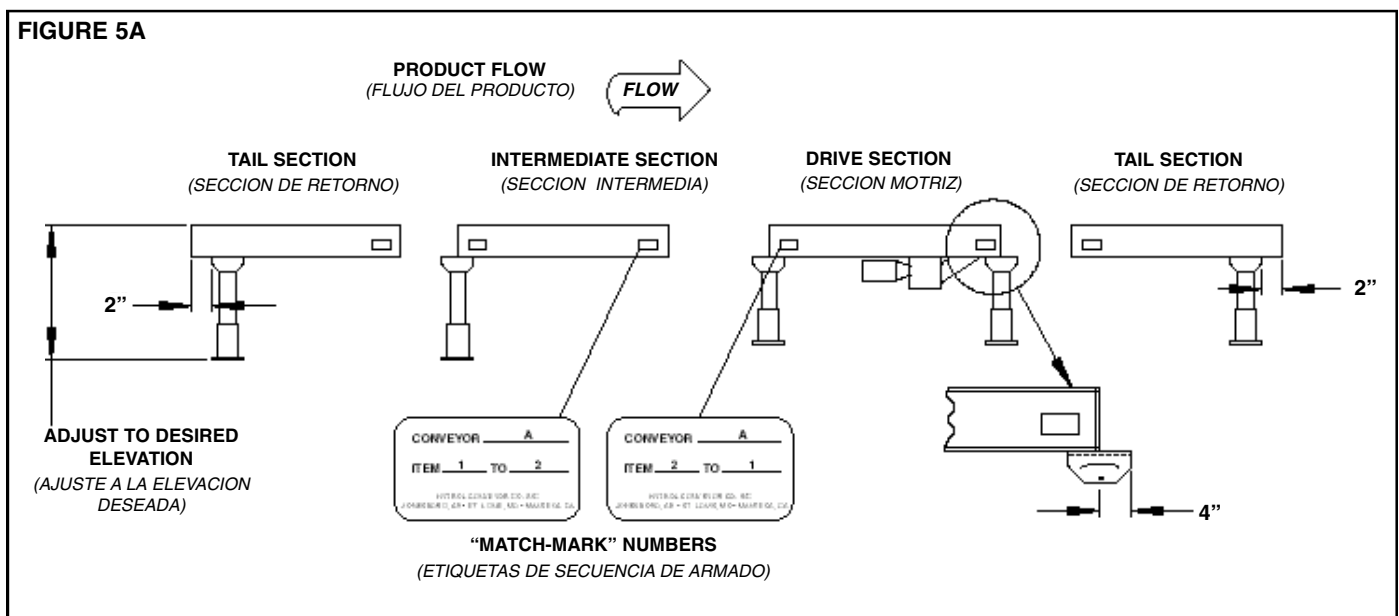 FIGURE 5A
PRODUCT FLOW
(FLUJO DEL PRODUCTO)
FLOW
TAIL SECTION
(SECCION DE RETORNO)
INTERMEDIATE SECTION
(SECCION INTERMEDIA)
DRIVE SECTION
(SECCION MOTRIZ)
TAIL SECTION
(SECCION DE RETORNO)
2”
2”
ADJUST TO DESIRED
ELEVATION
(AJUSTE A LA ELEVACION
DESEADA)
CONVEYOR A
ITEM 1 TO 2
CONVEYOR A
ITEM 2 TO 1
4”
“MATCH-MARK” NUMBERS
(ETIQUETAS DE SECUENCIA DE ARMADO)